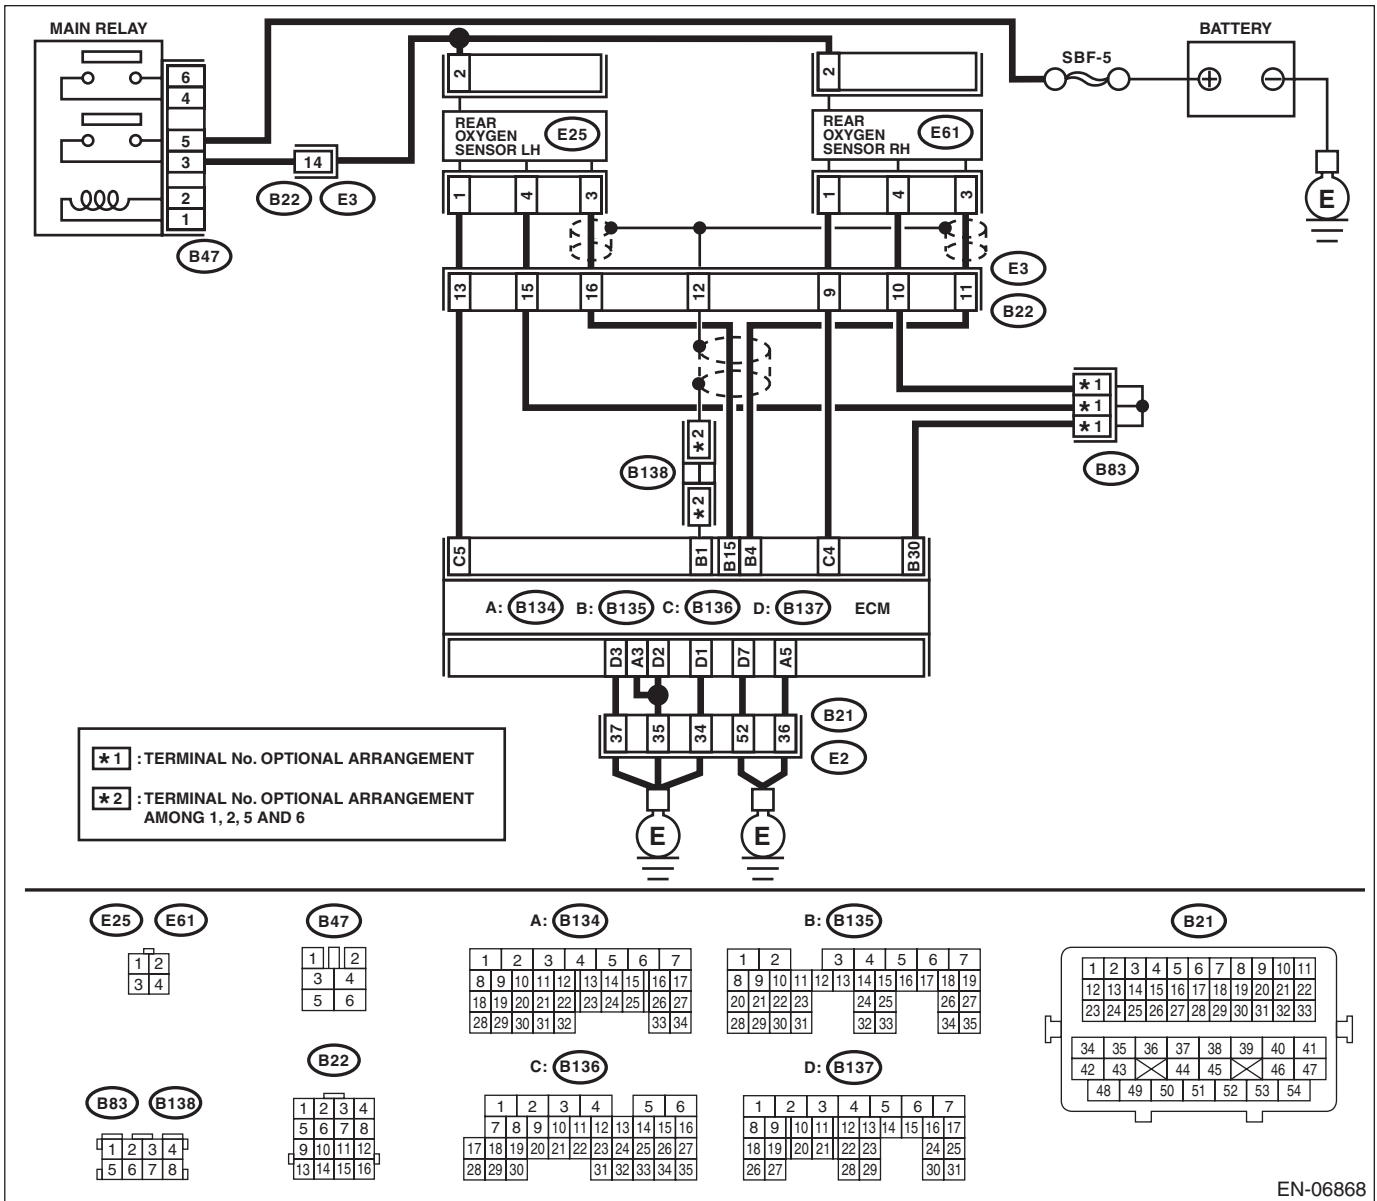 MAIN RELAY
6
4
5
3
2
1
B47
14
B22 E3
2
REAR
OXYGEN
SENSOR LH
E25
1 4 3
2
REAR
OXYGEN
SENSOR RH
E61
1 4 3
SBF-5
BATTERY
+ −
E
13 15 16 12 9 10 11
E3
B22
*1
*1
*1
B83
*2
B138
*2
C5 B1 B15 B4 C4 B30
A: B134 B: B135 C: B136 D: B137 ECM
D3 A3 D2 D1 D7 A5
37 35 34 52 36
B21
E2
E E
*1 : TERMINAL No. OPTIONAL ARRANGEMENT
*2 : TERMINAL No. OPTIONAL ARRANGEMENT
AMONG 1, 2, 5 AND 6
E25 E61
1 2
3 4
B47
1 2
3 4
5 6
A: B134
1 2 3 4 5 6 7
8 9 10 11 12 13 14 15 16 17
18 19 20 21 22 23 24 25 26 27
28 29 30 31 32 33 34
B: B135
1 2 3 4 5 6 7
8 9 10 11 12 13 14 15 16 17 18 19
20 21 22 23 24 25 26 27
28 29 30 31 32 33 34 35
B21
1 2 3 4 5 6 7 8 9 10 11
12 13 14 15 16 17 18 19 20 21 22
23 24 25 26 27 28 29 30 31 32 33
34 35 36 37 38 39 40 41
42 43 44 45 46 47
48 49 50 51 52 53 54
B83 B138
1 2 3 4
5 6 7 8
B22
1 2 3 4
5 6 7 8
9 10 11 12
13 14 15 16
C: B136
1 2 3 4 5 6
7 8 9 10 11 12 13 14 15 16
17 18 19 20 21 22 23 24 25 26 27
28 29 30 31 32 33 34 35
D: B137
1 2 3 4 5 6 7
8 9 10 11 12 13 14 15 16 17
18 19 20 21 22 23 24 25
26 27 28 29 30 31
EN-06868